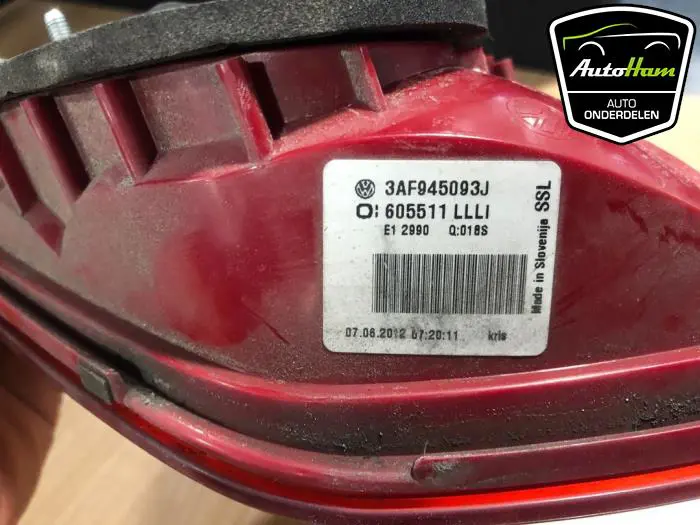 AutoHam
AUTO
ONDERDELEN
3AF945093J
605511 LLLI
E1 2990 Q:018S
Made in Slovenija SSL
07.06.2012 07:20:11 kris